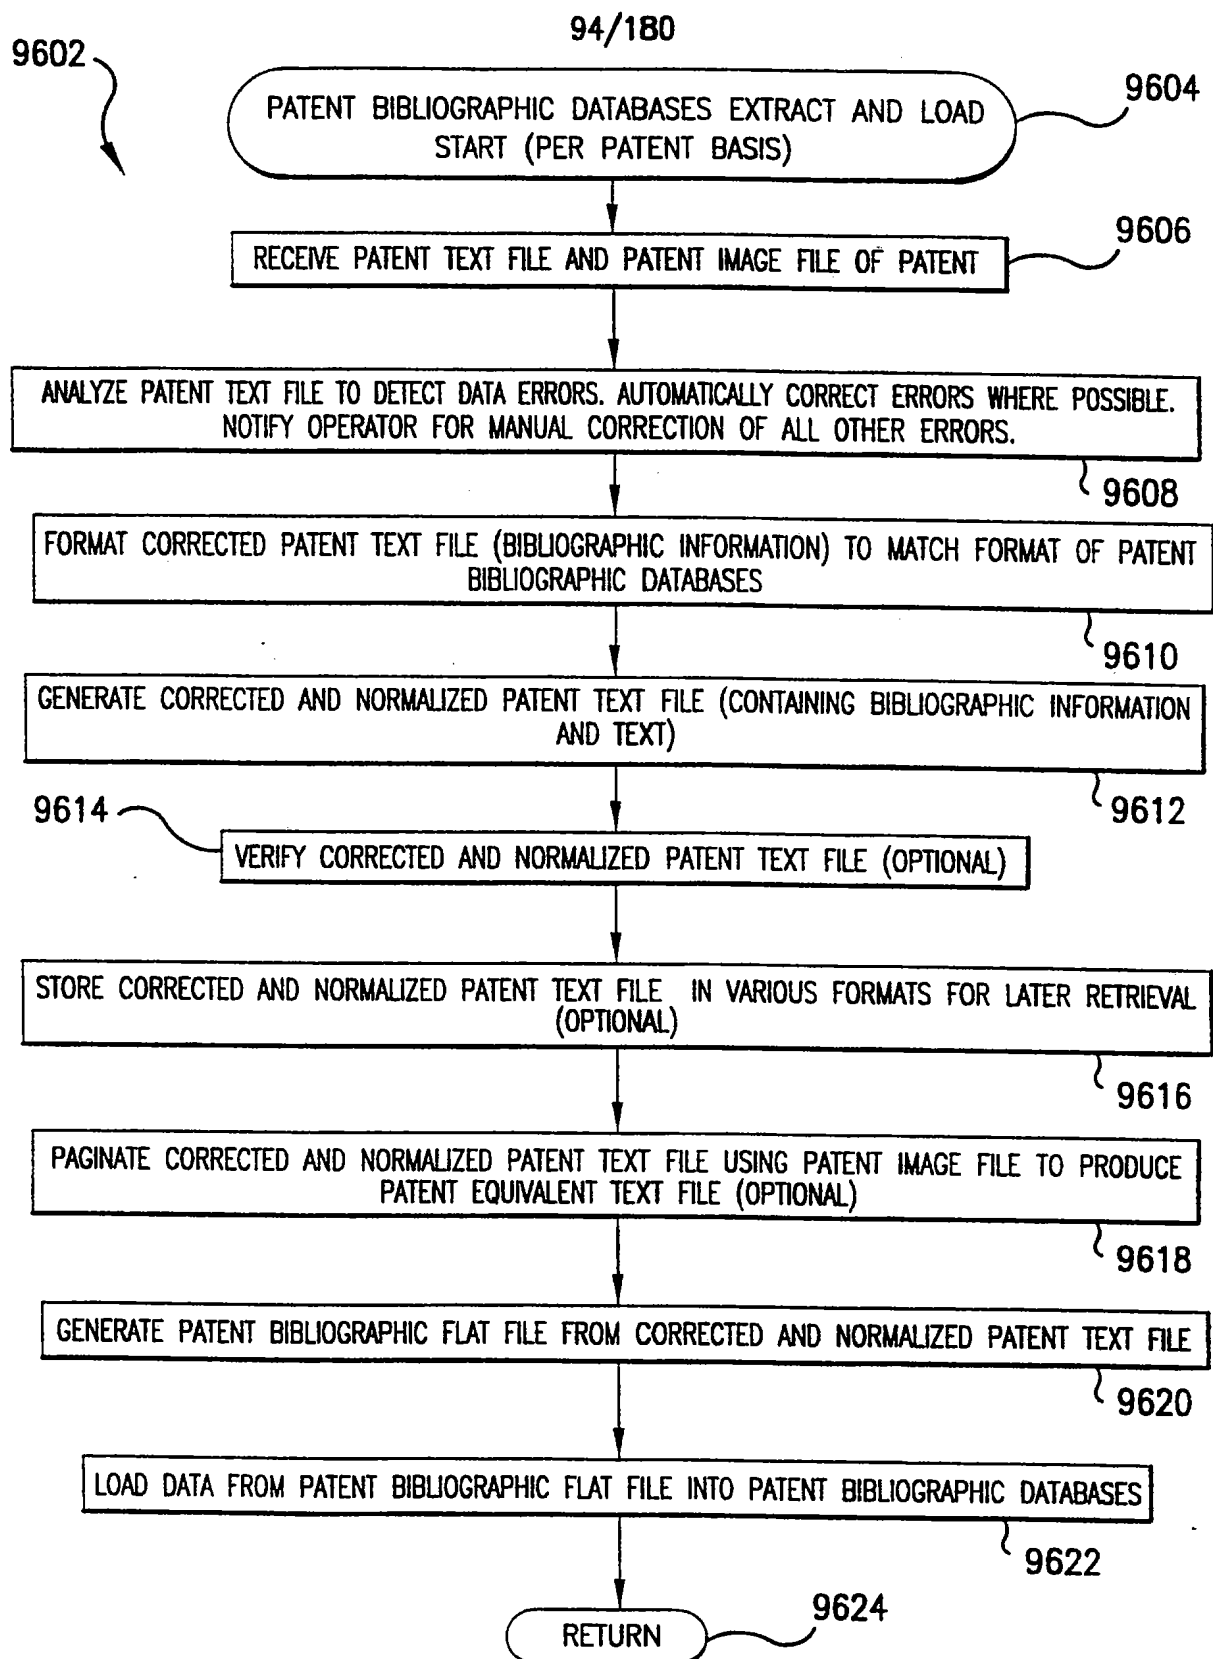 94/180
9602
PATENT BIBLIOGRAPHIC DATABASES EXTRACT AND LOAD
START (PER PATENT BASIS)
9604
RECEIVE PATENT TEXT FILE AND PATENT IMAGE FILE OF PATENT
9606
ANALYZE PATENT TEXT FILE TO DETECT DATA ERRORS. AUTOMATICALLY CORRECT ERRORS WHERE POSSIBLE.
NOTIFY OPERATOR FOR MANUAL CORRECTION OF ALL OTHER ERRORS.
9608
FORMAT CORRECTED PATENT TEXT FILE (BIBLIOGRAPHIC INFORMATION) TO MATCH FORMAT OF PATENT
BIBLIOGRAPHIC DATABASES
9610
GENERATE CORRECTED AND NORMALIZED PATENT TEXT FILE (CONTAINING BIBLIOGRAPHIC INFORMATION
AND TEXT)
9612
9614
VERIFY CORRECTED AND NORMALIZED PATENT TEXT FILE (OPTIONAL)
STORE CORRECTED AND NORMALIZED PATENT TEXT FILE IN VARIOUS FORMATS FOR LATER RETRIEVAL
(OPTIONAL)
9616
PAGINATE CORRECTED AND NORMALIZED PATENT TEXT FILE USING PATENT IMAGE FILE TO PRODUCE
PATENT EQUIVALENT TEXT FILE (OPTIONAL)
9618
GENERATE PATENT BIBLIOGRAPHIC FLAT FILE FROM CORRECTED AND NORMALIZED PATENT TEXT FILE
9620
LOAD DATA FROM PATENT BIBLIOGRAPHIC FLAT FILE INTO PATENT BIBLIOGRAPHIC DATABASES
9622
RETURN
9624